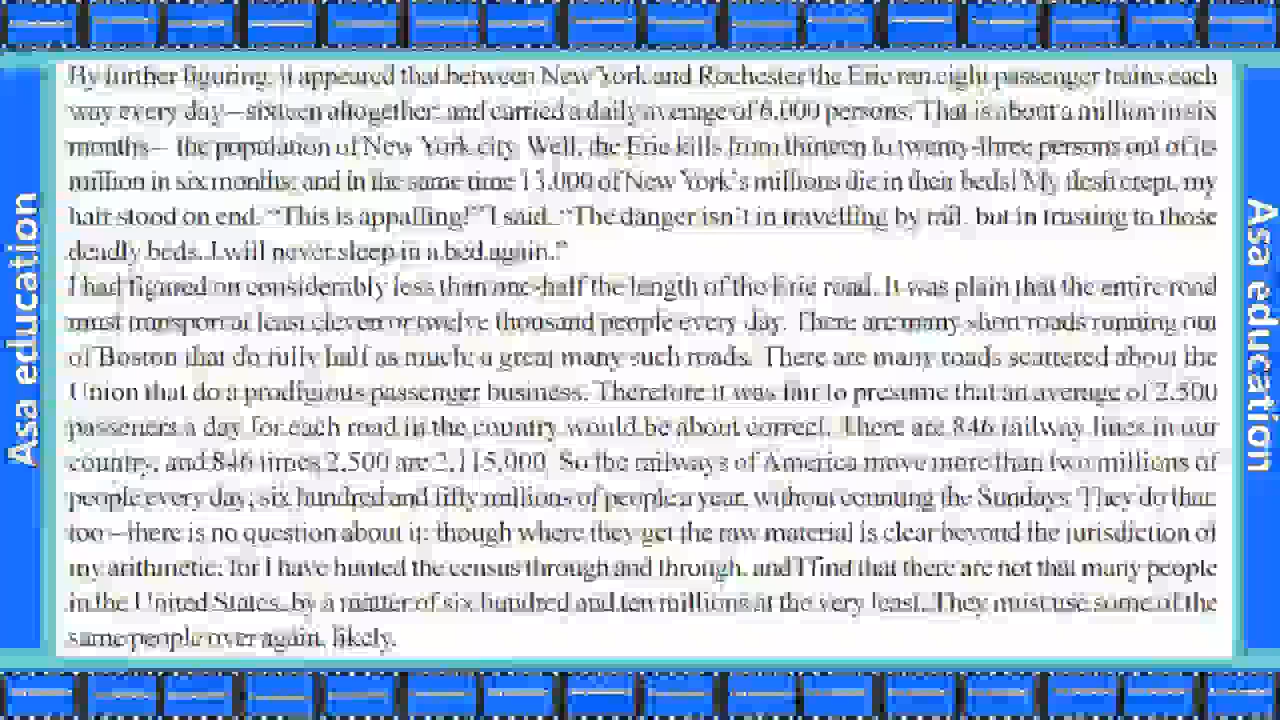 Asa education
By further figuring, it appeared that between New York and Rochester the Erie ran eight passenger trains each
way every day—sixteen altogether; and carried a daily average of 6,000 persons. That is about a million in six
months— the population of New York city. Well, the Erie kills from thirteen to twenty-three persons out of its
million in six months; and in the same time 13,000 of New York's millions die in their beds! My flesh crept, my
hair stood on end. “This is appalling!” I said. “The danger isn't in travelling by rail, but in trusting to those
deadly beds. I will never sleep in a bed again.”
I had figured on considerably less than one-half the length of the Erie road. It was plain that the entire road
must transport at least eleven or twelve thousand people every day. There are many short roads running out
of Boston that do fully half as much; a great many such roads. There are many roads scattered about the
Union that do a prodigious passenger business. Therefore it was fair to presume that an average of 2,500
passeners a day for each road in the country would be about correct. There are 846 railway lines in our
country, and 846 times 2,500 are 2,115,000. So the railways of America move more than two millions of
people every day; six hundred and fifty millions of people a year, without counting the Sundays. They do that,
too—there is no question about it; though where they get the raw material is clear beyond the jurisdiction of
my arithmetic; for I have hunted the census through and through, and I find that there are not that many people
in the United States, by a matter of six hundred and ten millions at the very least. They must use some of the
same people over again, likely.
Asa education